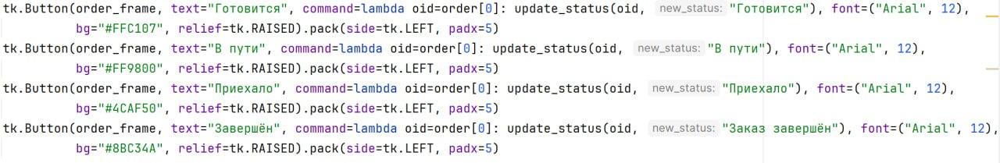 tk.Button(order_frame, text="Готовится", command=lambda oid=order[0]: update_status(oid, new_status: "Готовится"), font=("Arial", 12),
bg="#FFC107", relief=tk.RAISED).pack(side=tk.LEFT, padx=5)
tk.Button(order_frame, text="В пути", command=lambda oid=order[0]: update_status(oid, new_status: "В пути"), font=("Arial", 12),
bg="#FF9800", relief=tk.RAISED).pack(side=tk.LEFT, padx=5)
tk.Button(order_frame, text="Приехало", command=lambda oid=order[0]: update_status(oid, new_status: "Приехало"), font=("Arial", 12),
bg="#4CAF50", relief=tk.RAISED).pack(side=tk.LEFT, padx=5)
tk.Button(order_frame, text="Завершён", command=lambda oid=order[0]: update_status(oid, new_status: "Заказ завершён"), font=("Arial", 12),
bg="#8BC34A", relief=tk.RAISED).pack(side=tk.LEFT, padx=5)